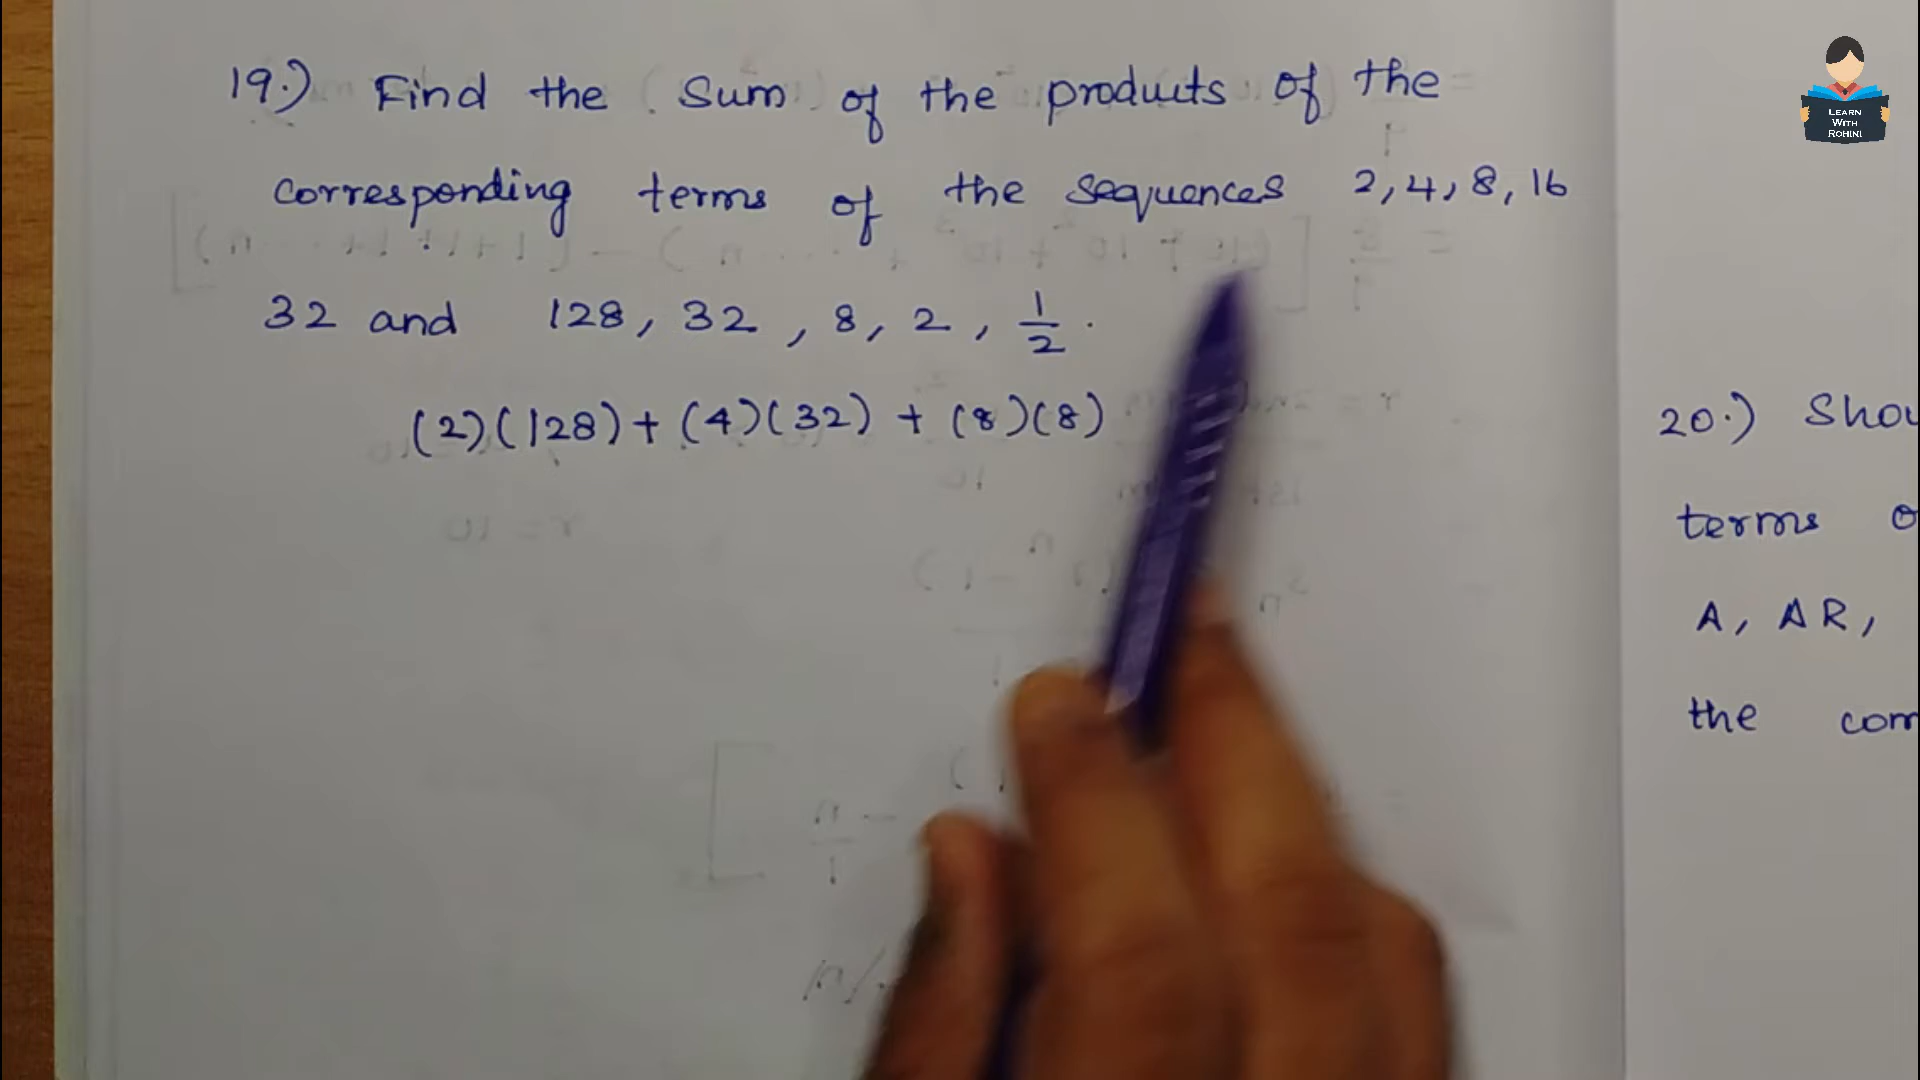 19.) Find the Sum of the products of the
corresponding terms of the sequences 2, 4, 8, 16
32 and 128, 32, 8, 2, 1/2.
(2)(128) + (4)(32) + (8)(8)
20.) Show
terms
A, AR,
the com
LEARN
WITH
ROHINI